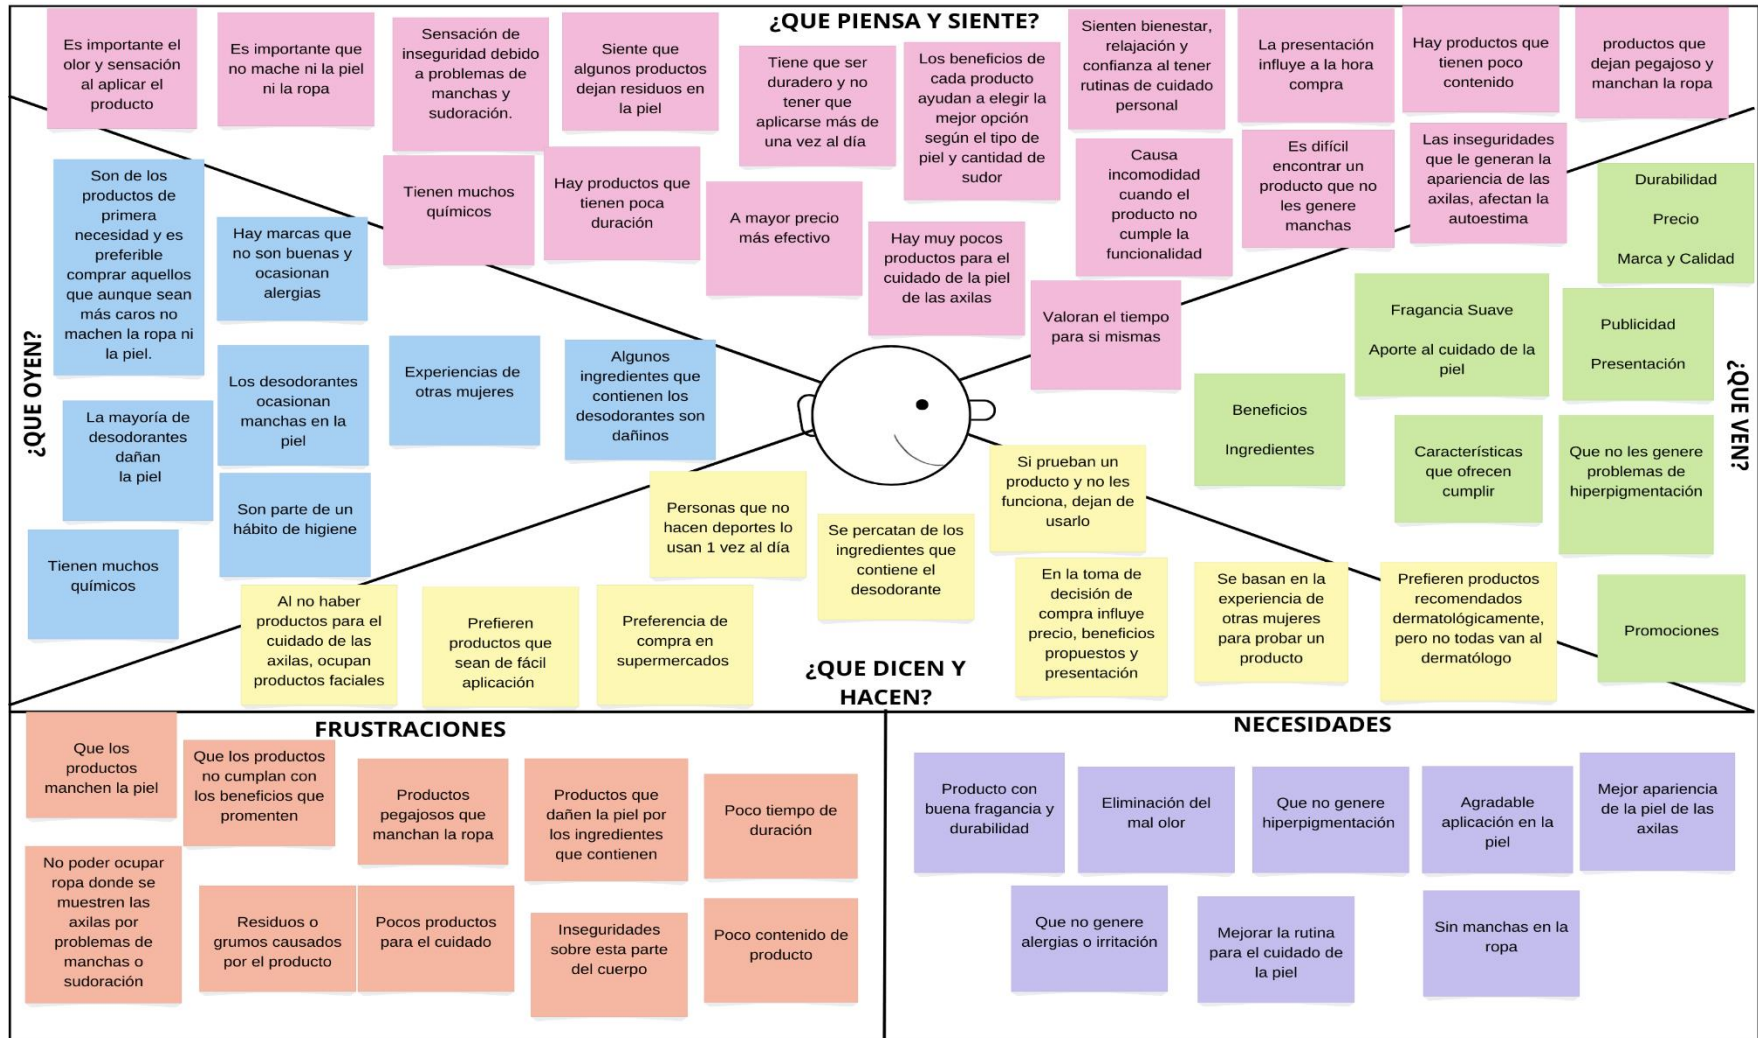 ¿QUE PIENSA Y SIENTE?
Es importante el
olor y sensación
al aplicar el
producto
Es importante que
no mache ni la piel
ni la ropa
Sensación de
inseguridad debido
a problemas de
manchas y
sudoración.
Siente que
algunos productos
dejan residuos en
la piel
Tiene que ser
duradero y no
tener que
aplicarse más de
una vez al día
Los beneficios de
cada producto
ayudan a elegir la
mejor opción
según el tipo de
piel y cantidad de
sudor
Sienten bienestar,
relajación y
confianza al tener
rutinas de cuidado
personal
La presentación
influye a la hora
compra
Hay productos que
tienen poco
contenido
productos que
dejan pegajoso y
manchan la ropa
Tienen muchos
químicos
Hay productos que
tienen poca
duración
A mayor precio
más efectivo
Hay muy pocos
productos para el
cuidado de la piel
de las axilas
Causa
incomodidad
cuando el
producto no
cumple la
funcionalidad
Es difícil
encontrar un
producto que no
les genere
manchas
Las inseguridades
que le generan la
apariencia de las
axilas, afectan la
autoestima
Valoran el tiempo
para si mismas
¿QUE OYEN?
Son de los
productos de
primera
necesidad y es
preferible
comprar aquellos
que aunque sean
más caros no
machen la ropa ni
la piel.
Hay marcas que
no son buenas y
ocasionan
alergias
Los desodorantes
ocasionan
manchas en la
piel
Experiencias de
otras mujeres
Algunos
ingredientes que
contienen los
desodorantes son
dañinos
La mayoría de
desodorantes
dañan
la piel
Son parte de un
hábito de higiene
Tienen muchos
químicos
¿QUE VEN?
Durabilidad
Precio
Marca y Calidad
Fragancia Suave
Aporte al cuidado de la
piel
Publicidad
Presentación
Beneficios
Ingredientes
Características
que ofrecen
cumplir
Que no les genere
problemas de
hiperpigmentación
Promociones
Personas que no
hacen deportes lo
usan 1 vez al día
Se percatan de los
ingredientes que
contiene el
desodorante
Si prueban un
producto y no les
funciona, dejan de
usarlo
Al no haber
productos para el
cuidado de las
axilas, ocupan
productos faciales
Prefieren
productos que
sean de fácil
aplicación
Preferencia de
compra en
supermercados
En la toma de
decisión de
compra influye
precio, beneficios
propuestos y
presentación
Se basan en la
experiencia de
otras mujeres
para probar un
producto
Prefieren productos
recomendados
dermatológicamente,
pero no todas van al
dermatólogo
¿QUE DICEN Y
HACEN?
FRUSTRACIONES
Que los
productos
manchen la piel
Que los productos
no cumplan con
los beneficios que
promenten
Productos
pegajosos que
manchan la ropa
Productos que
dañen la piel por
los ingredientes
que contienen
Poco tiempo de
duración
No poder ocupar
ropa donde se
muestren las
axilas por
problemas de
manchas o
sudoración
Residuos o
grumos causados
por el producto
Pocos productos
para el cuidado
Inseguridades
sobre esta parte
del cuerpo
Poco contenido de
producto
NECESIDADES
Producto con
buena fragancia y
durabilidad
Eliminación del
mal olor
Que no genere
hiperpigmentación
Agradable
aplicación en la
piel
Mejor apariencia
de la piel de las
axilas
Que no genere
alergias o irritación
Mejorar la rutina
para el cuidado de
la piel
Sin manchas en la
ropa